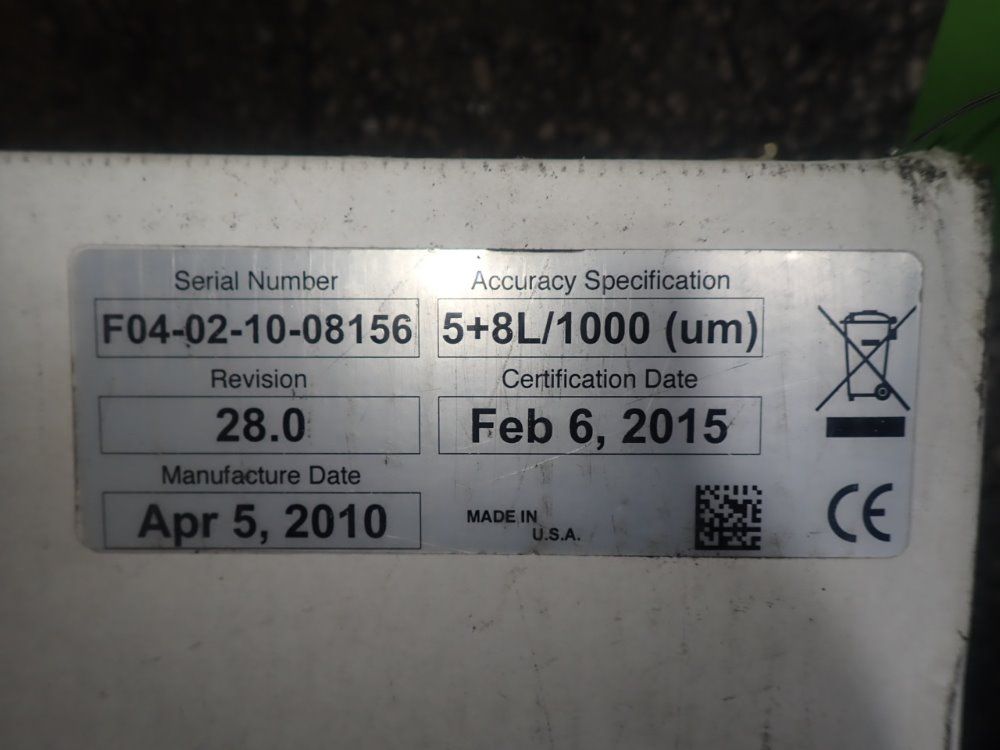 Serial Number
F04-02-10-08156
Accuracy Specification
5+8L/1000 (um)
Revision
28.0
Certification Date
Feb 6, 2015
Manufacture Date
Apr 5, 2010
MADE IN
U.S.A.
CE